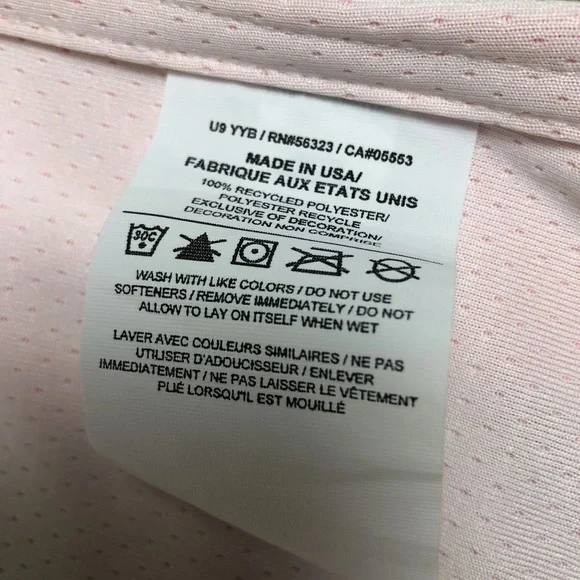 U9 YYB / RN#56323 / CA#05553
MADE IN USA/
FABRIQUE AUX ETATS UNIS
100% RECYCLED POLYESTER/
POLYESTER RECYCLE
EXCLUSIVE OF DECORATION/
DECORATION NON COMPRISE
30C
WASH WITH LIKE COLORS / DO NOT USE
SOFTENERS / REMOVE IMMEDIATELY / DO NOT
ALLOW TO LAY ON ITSELF WHEN WET
LAVER AVEC COULEURS SIMILAIRES / NE PAS
UTILISER D'ADOUCISSEUR / ENLEVER
IMMEDIATEMENT / NE PAS LAISSER LE VÊTEMENT
PLIÉ LORSQU'IL EST MOUILLÉ